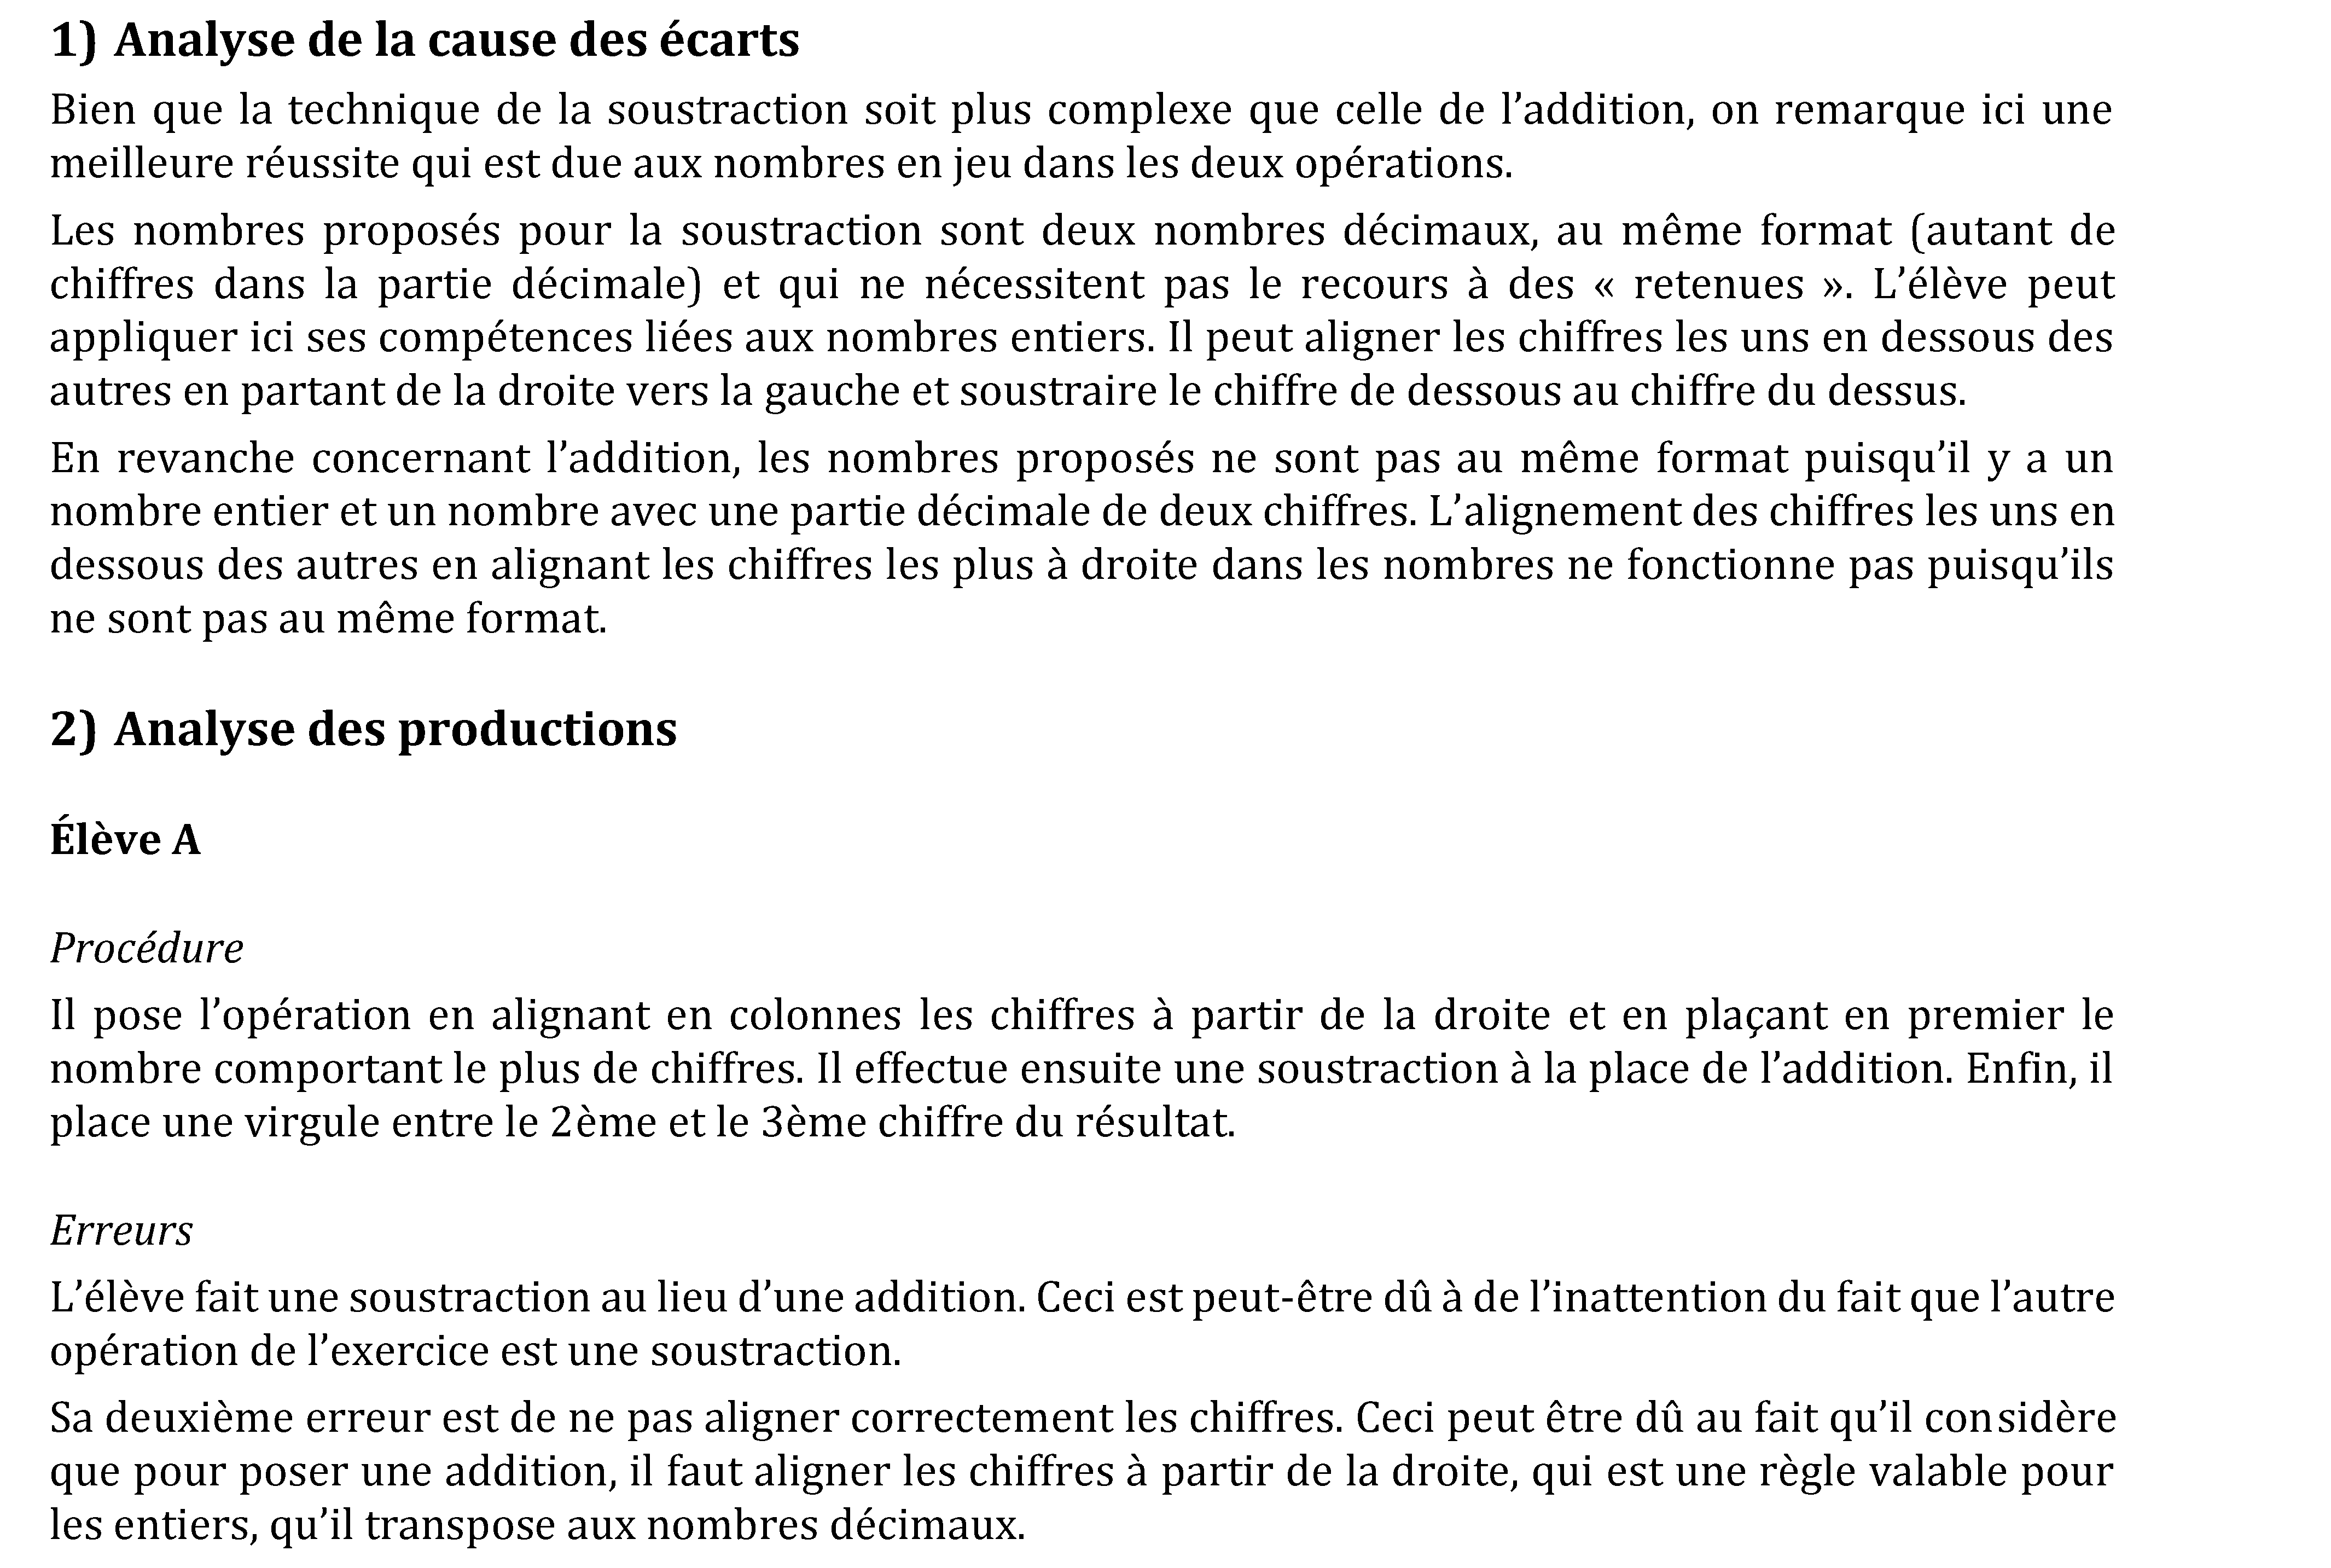 1) Analyse de la cause des écarts
Bien que la technique de la soustraction soit plus complexe que celle de l’addition, on remarque ici une
meilleure réussite qui est due aux nombres en jeu dans les deux opérations.
Les nombres proposés pour la soustraction sont deux nombres décimaux, au même format (autant de
chiffres dans la partie décimale) et qui ne nécessitent pas le recours à des « retenues ». L’élève peut
appliquer ici ses compétences liées aux nombres entiers. Il peut aligner les chiffres les uns en dessous des
autres en partant de la droite vers la gauche et soustraire le chiffre de dessous au chiffre du dessus.
En revanche concernant l’addition, les nombres proposés ne sont pas au même format puisqu’il y a un
nombre entier et un nombre avec une partie décimale de deux chiffres. L’alignement des chiffres les uns en
dessous des autres en alignant les chiffres les plus à droite dans les nombres ne fonctionne pas puisqu’ils
ne sont pas au même format.
2) Analyse des productions
Élève A
Procédure
Il pose l’opération en alignant en colonnes les chiffres à partir de la droite et en plaçant en premier le
nombre comportant le plus de chiffres. Il effectue ensuite une soustraction à la place de l’addition. Enfin, il
place une virgule entre le 2ème et le 3ème chiffre du résultat.
Erreurs
L’élève fait une soustraction au lieu d’une addition. Ceci est peut-être dû à de l’inattention du fait que l’autre
opération de l’exercice est une soustraction.
Sa deuxième erreur est de ne pas aligner correctement les chiffres. Ceci peut être dû au fait qu’il considère
que pour poser une addition, il faut aligner les chiffres à partir de la droite, qui est une règle valable pour
les entiers, qu’il transpose aux nombres décimaux.